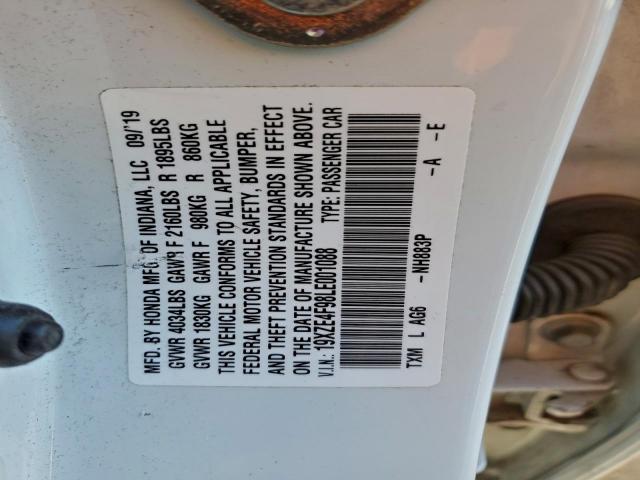 MFD. BY HONDA MFG. OF INDIANA, LLC 09/'19
GVWR 4034LBS GAWR F 2160LBS R 1895LBS
GVWR 1830KG GAWR F 980KG R 860KG
THIS VEHICLE CONFORMS TO ALL APPLICABLE
FEDERAL MOTOR VEHICLE SAFETY, BUMPER,
AND THEFT PREVENTION STANDARDS IN EFFECT
ON THE DATE OF MANUFACTURE SHOWN ABOVE.
V.I.N.: 19XZE4F98LE001088 TYPE: PASSENGER CAR
TXM L AG6 -NH883P -A -E